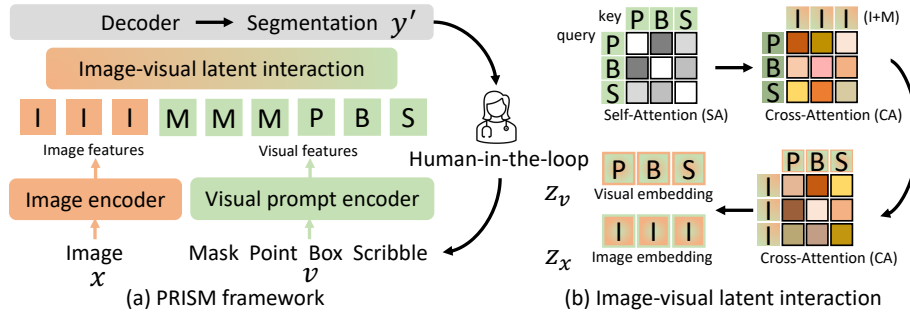 Decoder Segmentation y′
Image-visual latent interaction
I I I M M M P B S
Image features Visual features
Image encoder Visual prompt encoder
Image Mask Point Box Scribble
x v
(a) PRISM framework
Human-in-the-loop
key P B S
query
P
B
S
Self-Attention (SA)
I I I (I+M)
P
B
S
Cross-Attention (CA)
P B S
I
I
I
Cross-Attention (CA)
Z_v P B S
Visual embedding
Z_x I I I
Image embedding
(b) Image-visual latent interaction